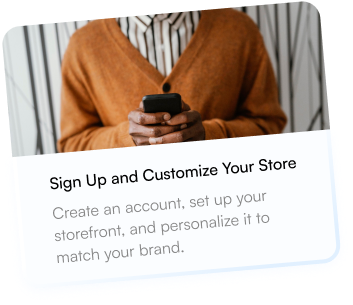 Sign Up and Customize Your Store
Create an account, set up your
storefront, and personalize it to
match your brand.